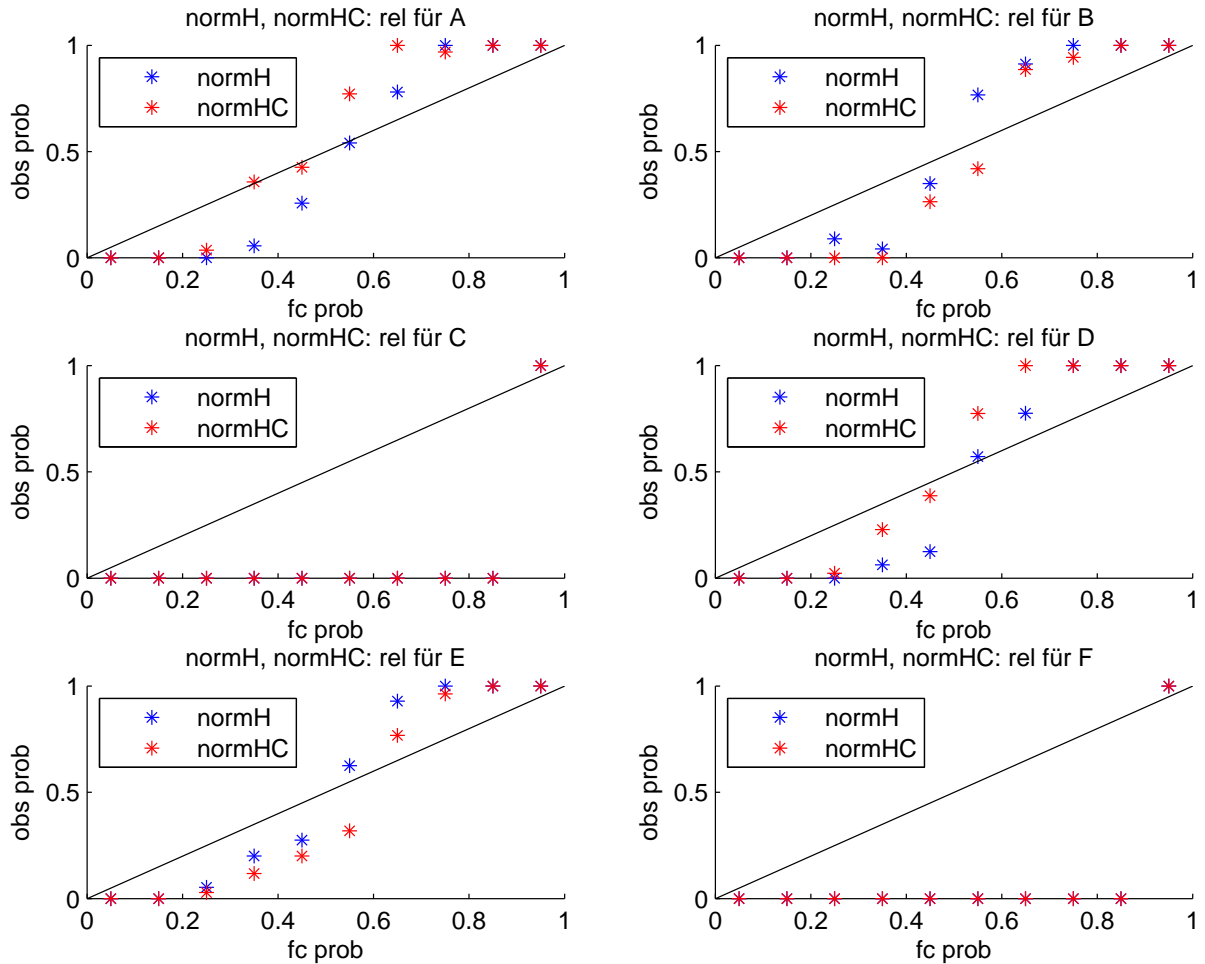 normH, normHC: rel für A
obs prob
1
0.5
0
normH
normHC
0 0.2 0.4 0.6 0.8 1
fc prob
normH, normHC: rel für B
obs prob
1
0.5
0
normH
normHC
0 0.2 0.4 0.6 0.8 1
fc prob
normH, normHC: rel für C
obs prob
1
0.5
0
normH
normHC
0 0.2 0.4 0.6 0.8 1
fc prob
normH, normHC: rel für D
obs prob
1
0.5
0
normH
normHC
0 0.2 0.4 0.6 0.8 1
fc prob
normH, normHC: rel für E
obs prob
1
0.5
0
normH
normHC
0 0.2 0.4 0.6 0.8 1
fc prob
normH, normHC: rel für F
obs prob
1
0.5
0
normH
normHC
0 0.2 0.4 0.6 0.8 1
fc prob